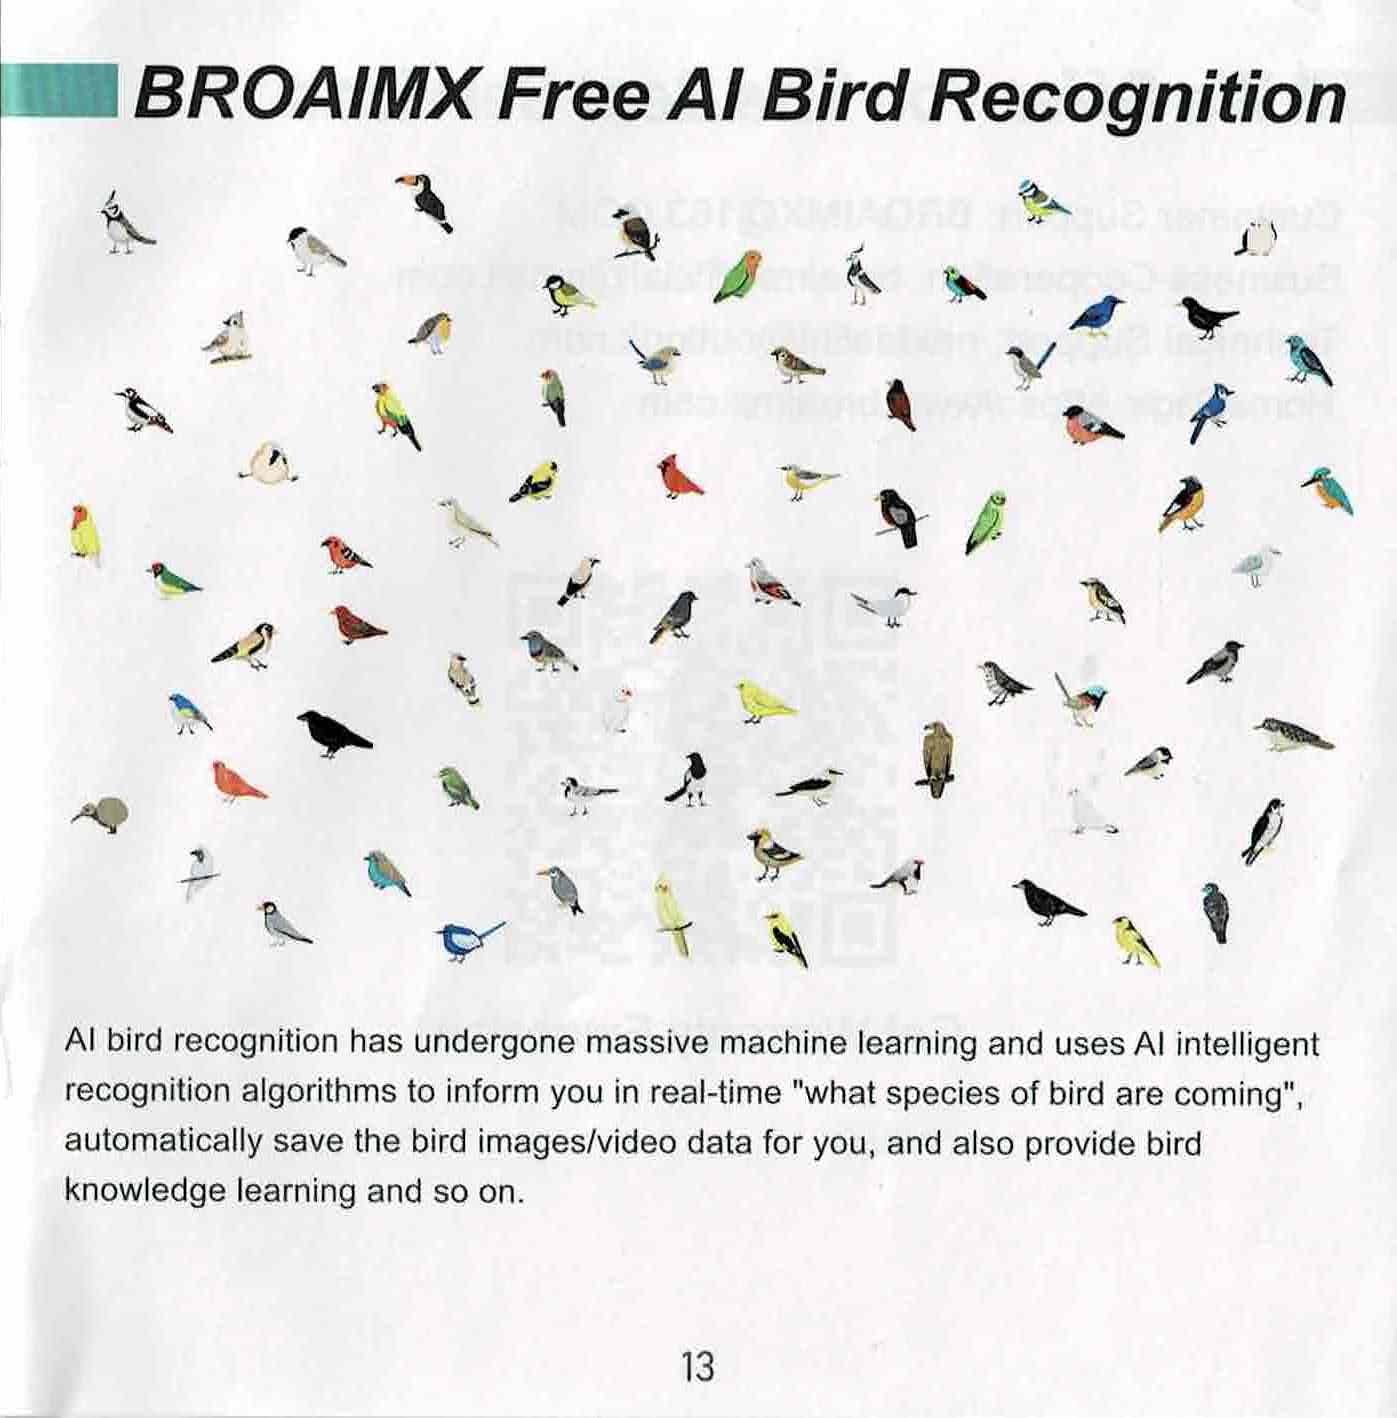 BROAIMX Free AI Bird Recognition
AI bird recognition has undergone massive machine learning and uses AI intelligent
recognition algorithms to inform you in real-time "what species of bird are coming",
automatically save the bird images/video data for you, and also provide bird
knowledge learning and so on.
13